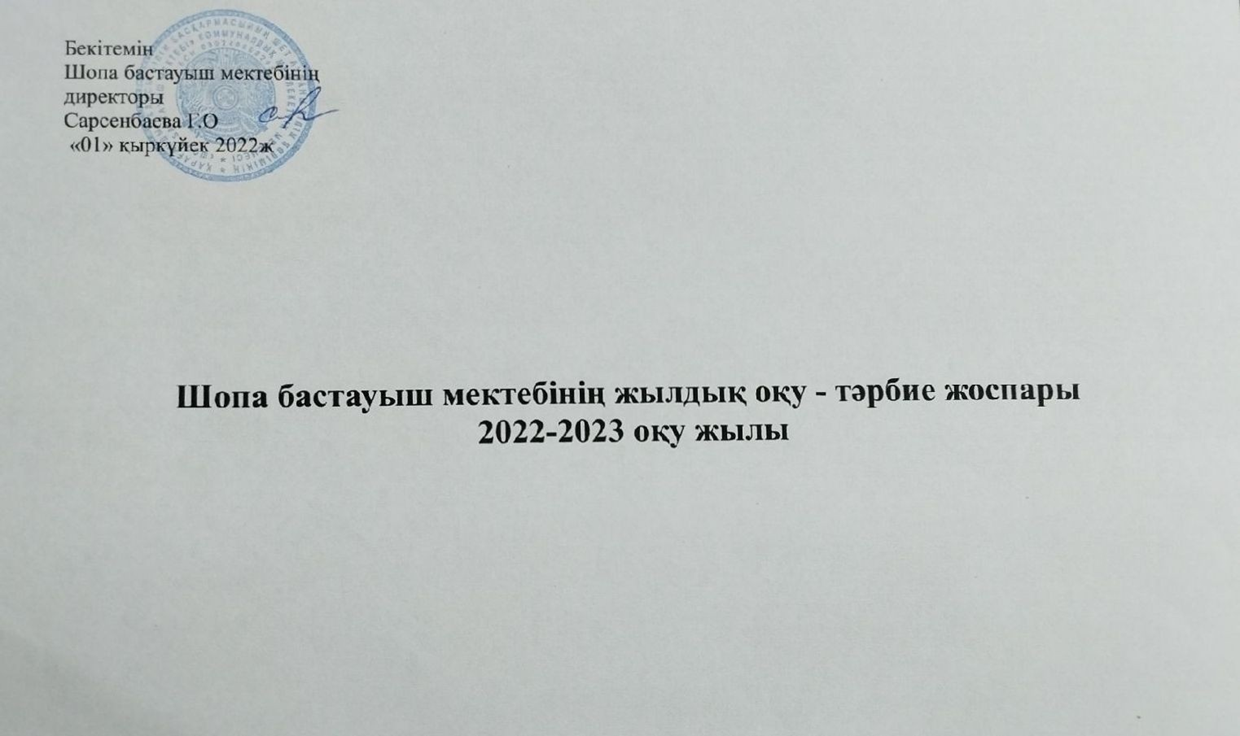 Бекітемін
Шопа бастауыш мектебінің
директоры
Сарсенбаева Г.О
«01» қыркүйек 2022ж
Шопа бастауыш мектебінің жылдық оқу - тәрбие жоспары
2022-2023 оқу жылы